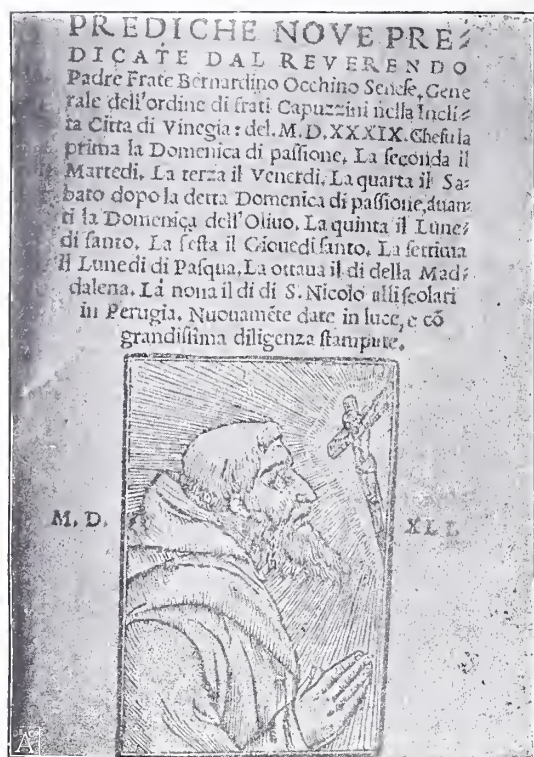 PREDICHE NOVE PRE⸗
DICATE DAL REVERENDO
Padre Frate Bernardino Occhino Senese, Gene
rale dell'ordine di frati Capuzzini nella Incli⸗
ta Citta di Vinegia : del. M. D. XXXIX. Che fu la
prima la Domenica di passione. La seconda il
Martedi. La terza il Venerdi. La quarta il Sa⸗
bato dopo la detta Domenica di passione, auan⸗
ti la Domenica dell'Oliuo. La quinta il Lune⸗
di santo. La sesta il Giouedi santo. La settima
Il Lunedi di Pasqua. La ottaua il di della Mad⸗
dalena. La nona il di di S. Nicolo alli scolari
in Perugia. Nuouamēte date in luce, e cō
grandissima diligenza stampate.
M. D. XLI